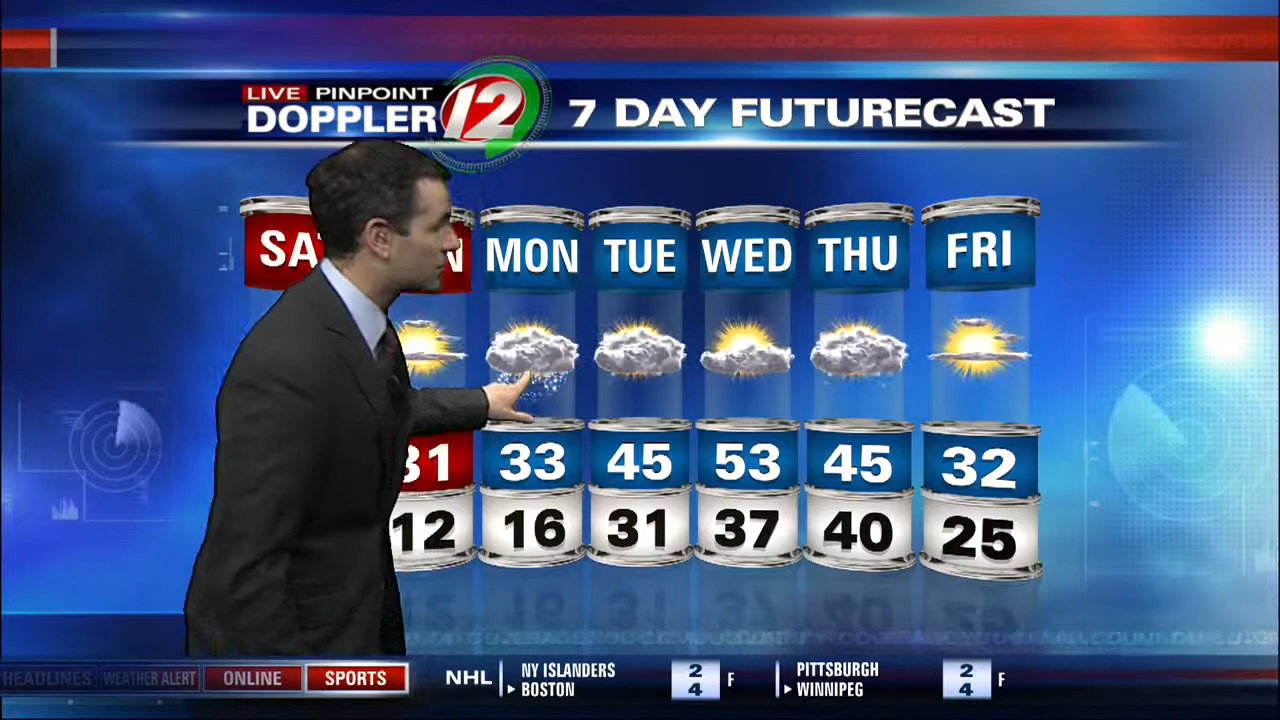 LIVE PINPOINT
DOPPLER 12
7 DAY FUTURECAST
MON TUE WED THU FRI
33 45 53 45 32
12 16 31 37 40 25
HEADLINES WEATHER ALERT ONLINE SPORTS
NHL NY ISLANDERS 2 F PITTSBURGH 2 F
BOSTON 4 WINNIPEG 4